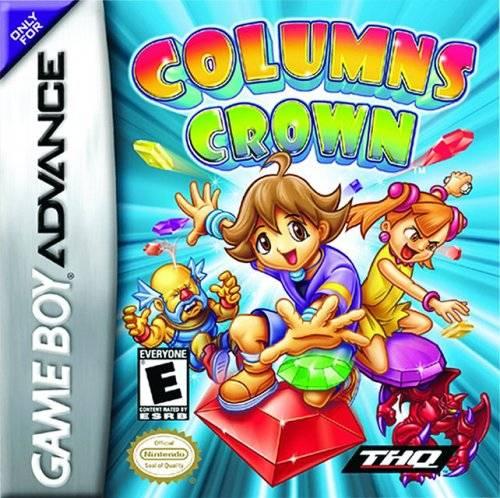 ONLY
FOR
GAME BOY ADVANCE
COLUMNS
CROWN
TM
EVERYONE
E
CONTENT RATED BY
ESRB
Official
Nintendo
Seal of Quality
THQ